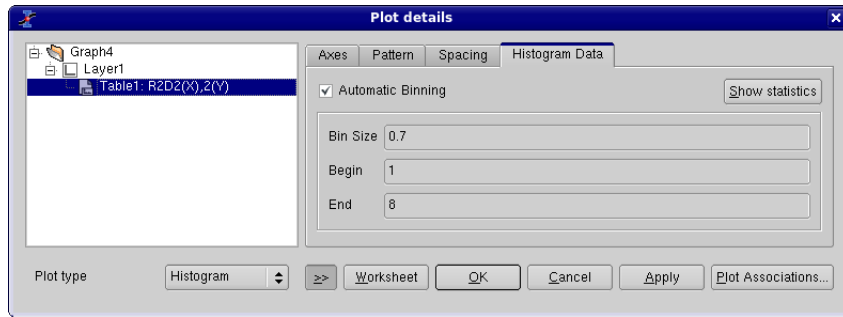 Plot details
Graph4
Layer1
Table1: R2D2(X),2(Y)
Axes Pattern Spacing Histogram Data
Automatic Binning Show statistics
Bin Size 0.7
Begin 1
End 8
Plot type Histogram >> Worksheet OK Cancel Apply Plot Associations...